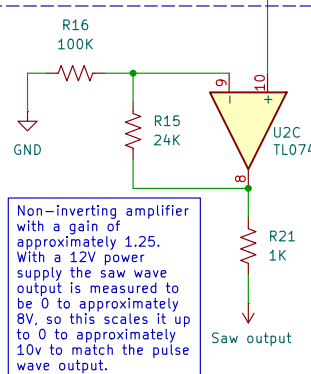 R16
100K
9
10
GND
R15
24K
−
+
U2C
TL074
8
Non-inverting amplifier
with a gain of
approximately 1.25.
With a 12V power
supply the saw wave
output is measured to
be 0 to approximately
8V, so this scales it up
to 0 to approximately
10v to match the pulse
wave output.
R21
1K
Saw output